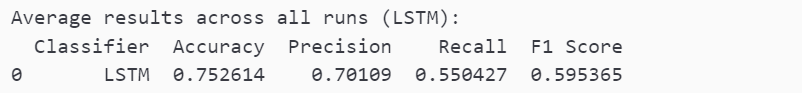 Average results across all runs (LSTM):
Classifier Accuracy Precision Recall F1 Score
0 LSTM 0.752614 0.70109 0.550427 0.595365